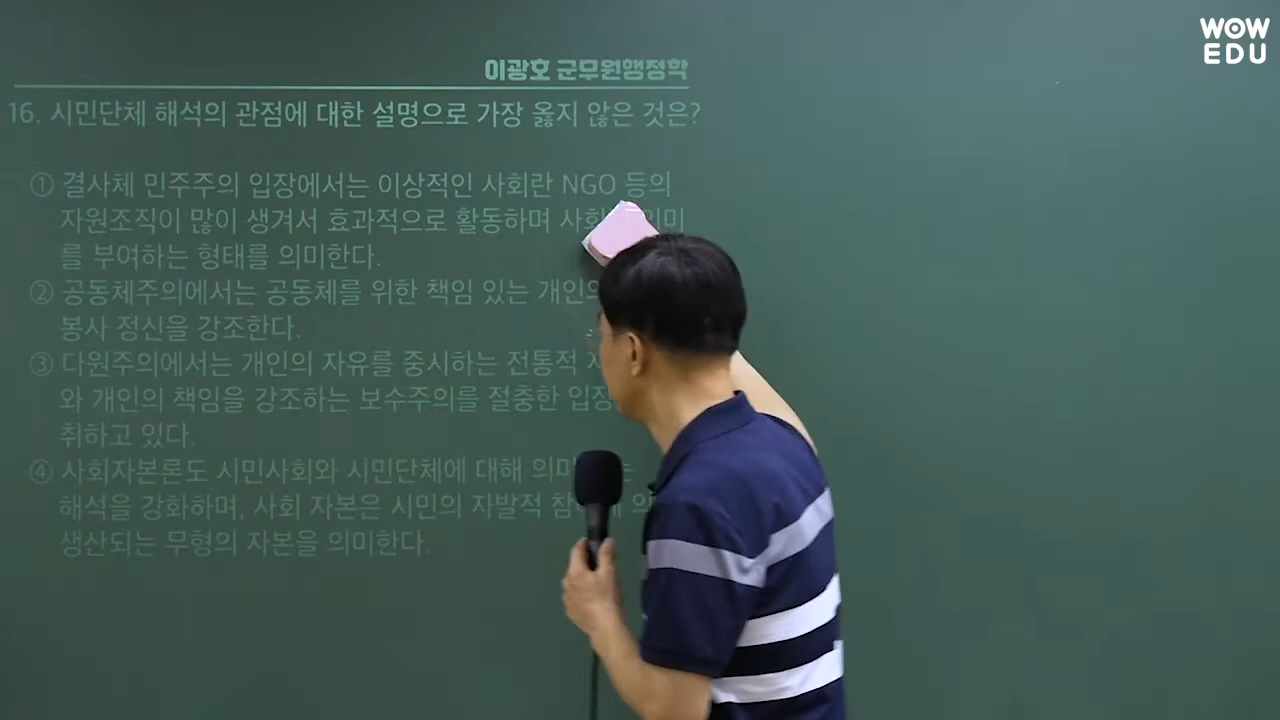 WOW
EDU
이광호 군무원행정학
16. 시민단체 해석의 관점에 대한 설명으로 가장 옳지 않은 것은?
① 결사체 민주주의 입장에서는 이상적인 사회란 NGO 등의
자원조직이 많이 생겨서 효과적으로 활동하며 의미
를 부여하는 형태를 의미한다.
② 공동체주의에서는 공동체를 위한 책임 있는
봉사 정신을 강조한다.
③ 다원주의에서는 개인의 자유를 중시하는 전통적
와 개인의 책임을 강조하는 보수주의를 절충한
취하고 있다.
④ 사회자본론도 시민사회와 시민단체에 대해
해석을 강화하며, 사회 자본은 시민의 자발적
생산되는 무형의 자본을 의미한다.